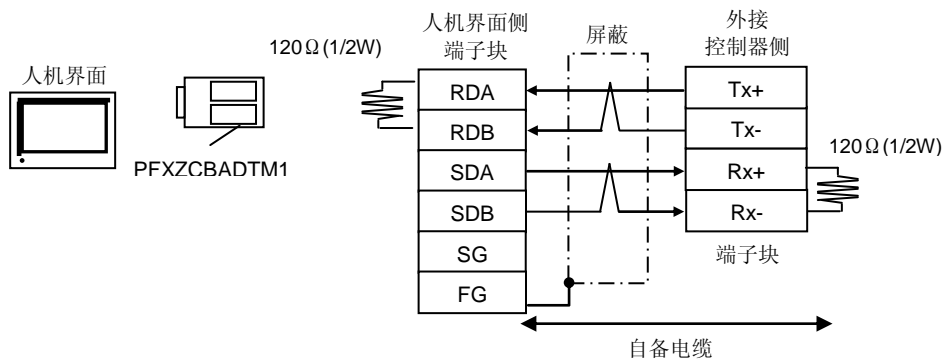 人机界面
PFXZCBADTM1
120Ω(1/2W)
人机界面侧
端子块
RDA
RDB
SDA
SDB
SG
FG
屏蔽
外接
控制器侧
Tx+
Tx-
Rx+
Rx-
端子块
120Ω(1/2W)
自备电缆